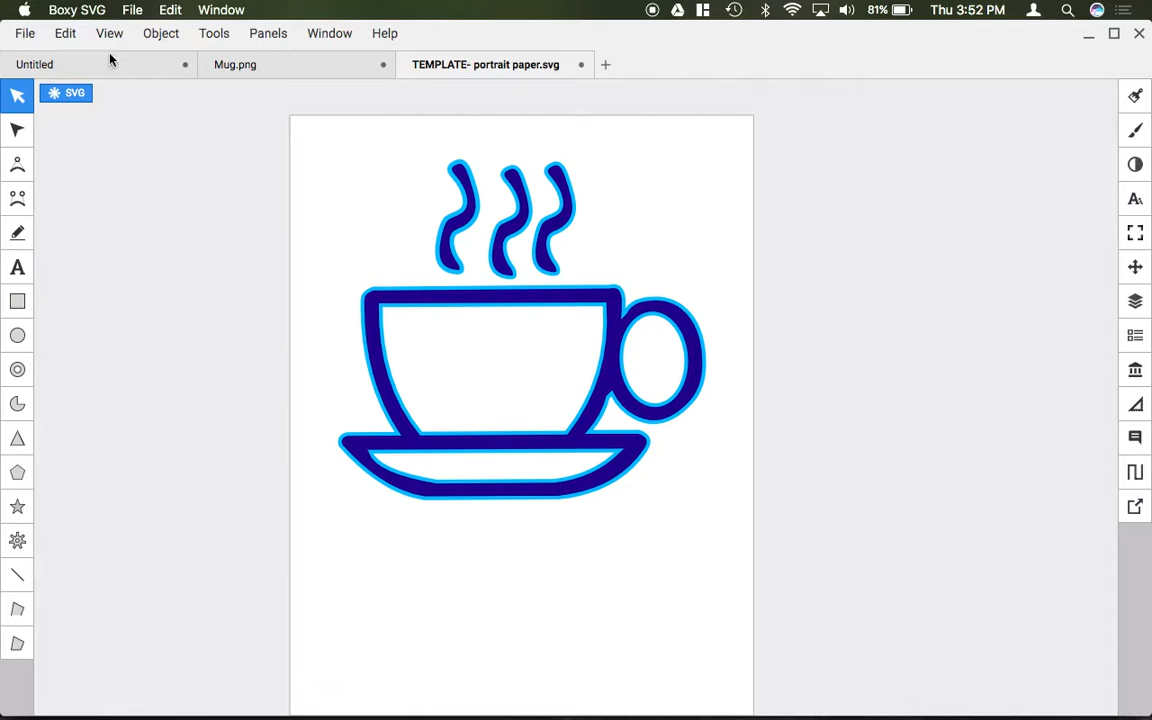 Boxy SVG File Edit Window 81% Thu 3:52 PM
File Edit View Object Tools Panels Window Help
Untitled Mug.png TEMPLATE- portrait paper.svg
SVG
A
AA